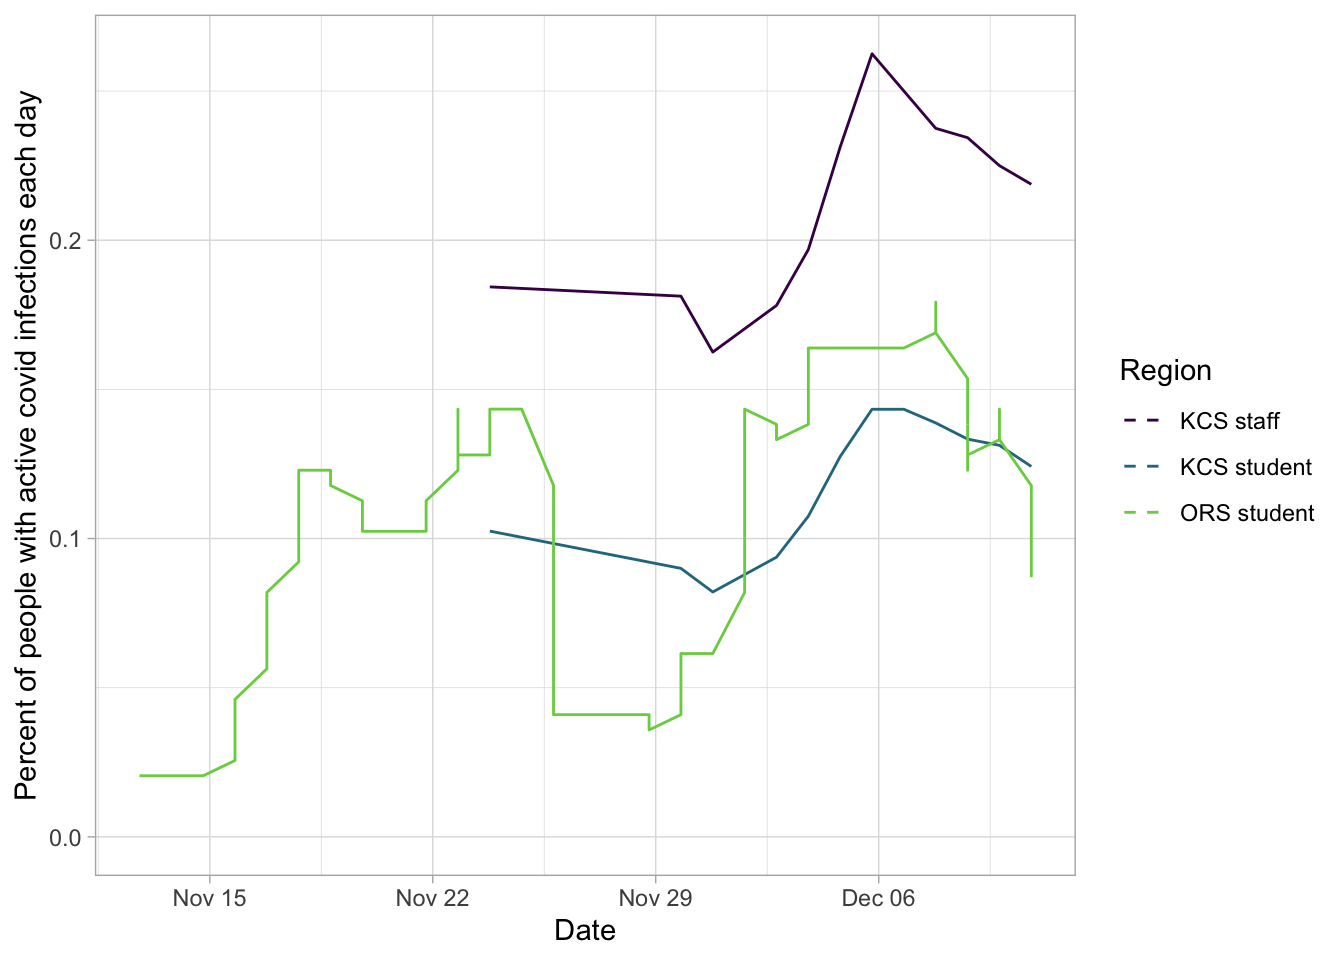 Percent of people with active covid infections each day
0.2
0.1
0.0
Nov 15
Nov 22
Nov 29
Dec 06
Date
Region
KCS staff
KCS student
ORS student